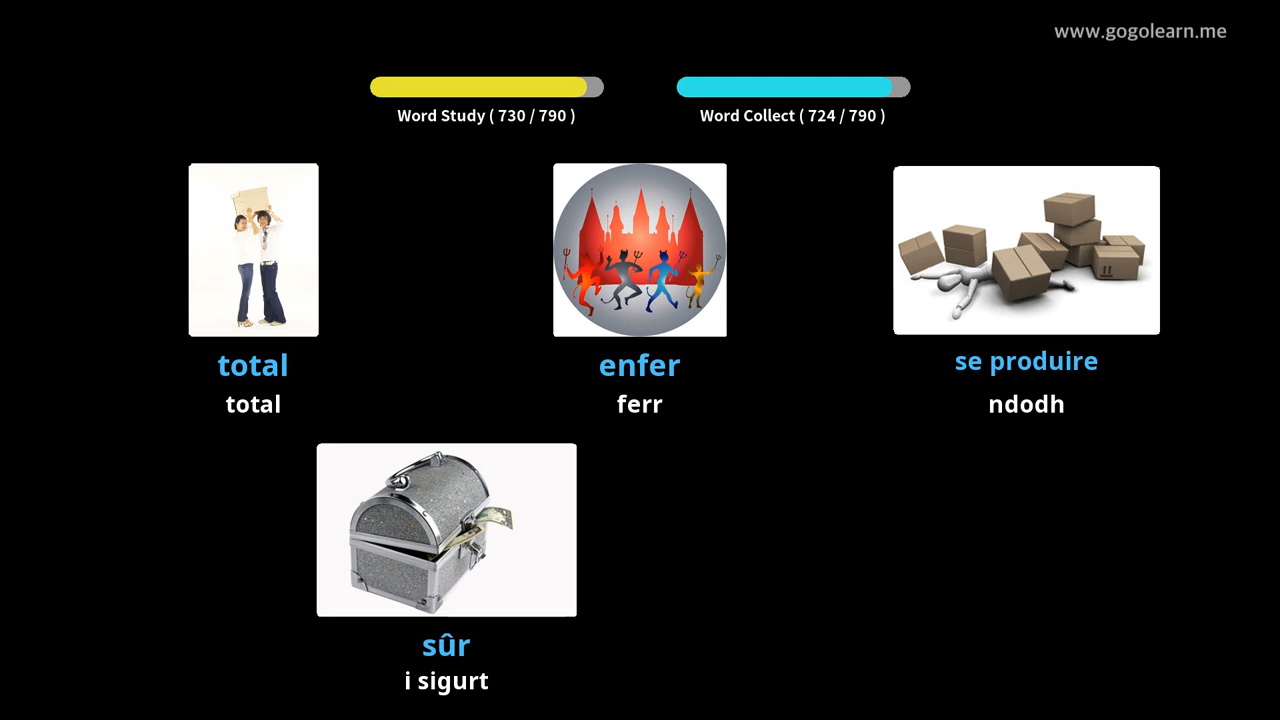 www.gogolearn.me
Word Study ( 730 / 790 )
Word Collect ( 724 / 790 )
total
total
enfer
ferr
se produire
ndodh
sûr
i sigurt